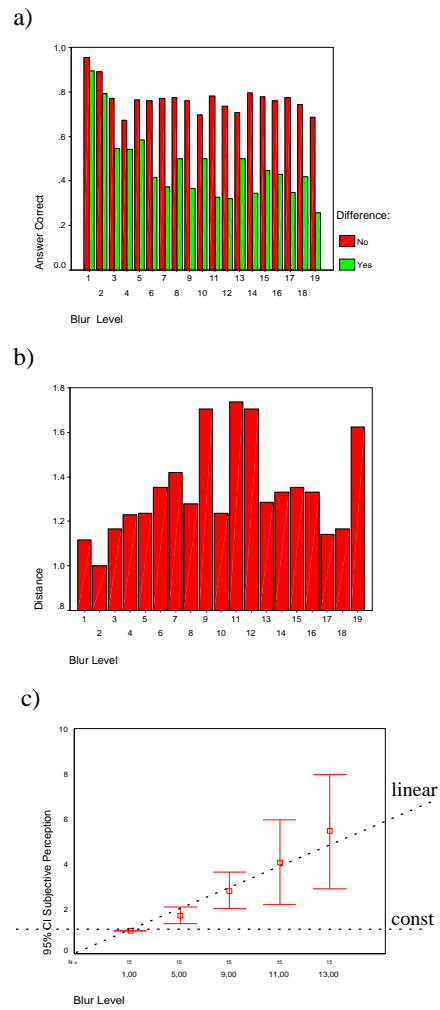 a)
1.0
.8
.6
.4
.2
0.0
Answer Correct
1 3 5 7 9 11 13 15 17 19
2 4 6 8 10 12 14 16 18
Blur Level
Difference:
No
Yes
b)
1.8
1.6
1.4
1.2
1.0
.8
Distance
1 3 5 7 9 11 13 15 17 19
2 4 6 8 10 12 14 16 18
Blur Level
c)
10
8
6
4
2
0
95% CI Subjective Perception
linear
const
N = 15 15 15 15 15
1,00 5,00 9,00 11,00 13,00
Blur Level